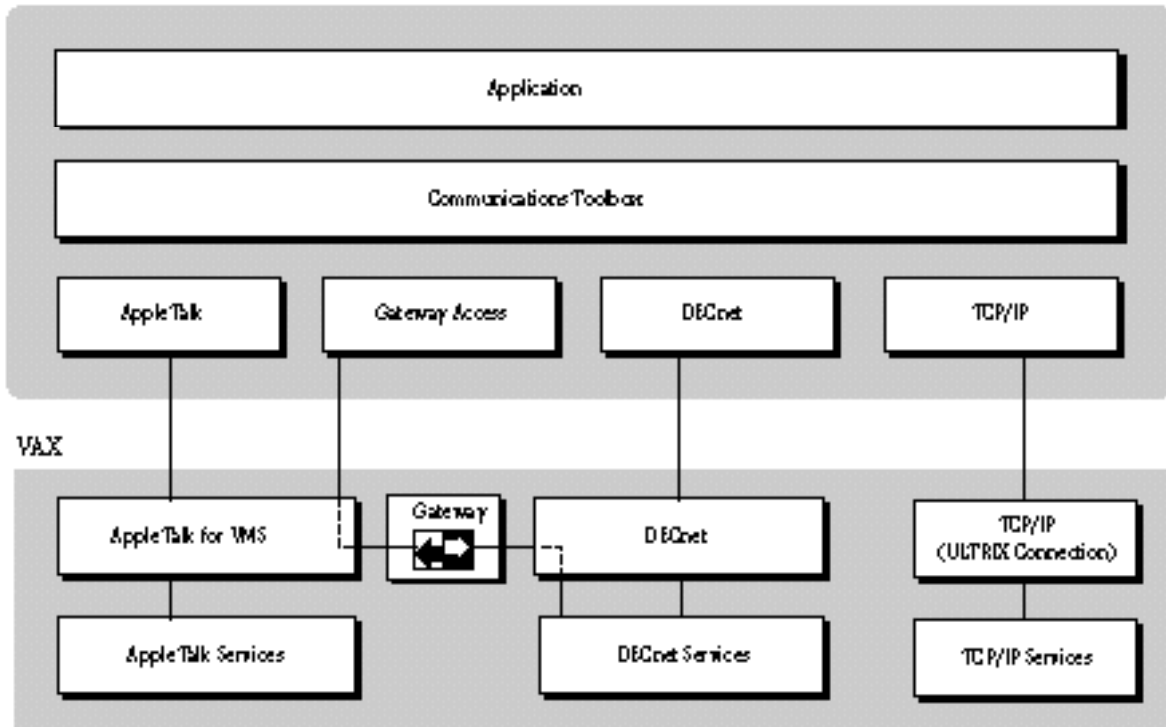 Application
Communications Toolbox
AppleTalk
Gateway Access
DECnet
TCP/IP
VAX
AppleTalk for VMS
Gateway
DECnet
TCP/IP
(ULTRIX Connection)
AppleTalk Services
DECnet Services
TCP/IP Services